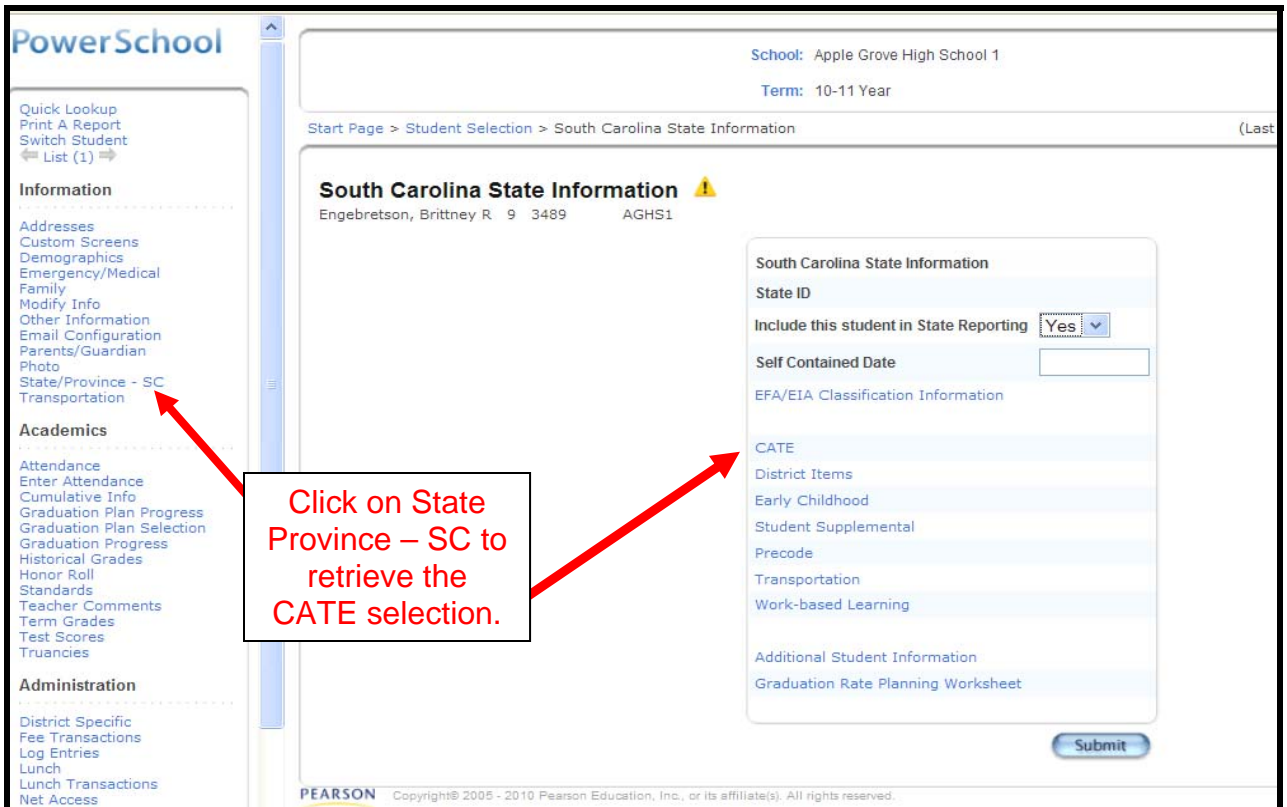 PowerSchool
Quick Lookup
Print A Report
Switch Student
List (1)
Information
Addresses
Custom Screens
Demographics
Emergency/Medical
Family
Modify Info
Other Information
Email Configuration
Parents/Guardian
Photo
State/Province - SC
Transportation
Academics
Attendance
Enter Attendance
Cumulative Info
Graduation Plan Progress
Graduation Plan Selection
Graduation Progress
Historical Grades
Honor Roll
Standards
Teacher Comments
Term Grades
Test Scores
Truancies
Administration
District Specific
Fee Transactions
Log Entries
Lunch
Lunch Transactions
Net Access
School: Apple Grove High School 1
Term: 10-11 Year
Start Page > Student Selection > South Carolina State Information
(Last
South Carolina State Information
Engebretson, Brittney R 9 3489 AGHS1
South Carolina State Information
State ID
Include this student in State Reporting Yes
Self Contained Date
EFA/EIA Classification Information
CATE
District Items
Early Childhood
Student Supplemental
Precode
Transportation
Work-based Learning
Additional Student Information
Graduation Rate Planning Worksheet
Submit
Click on State
Province – SC to
retrieve the
CATE selection.
PEARSON Copyright© 2005 - 2010 Pearson Education, Inc., or its affiliate(s). All rights reserved.